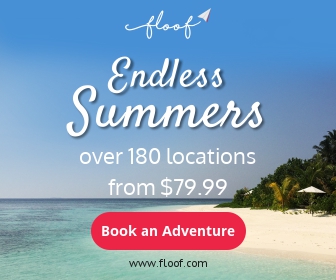 floof
Endless
Summers
over 180 locations
from $79.99
Book an Adventure
www.floof.com